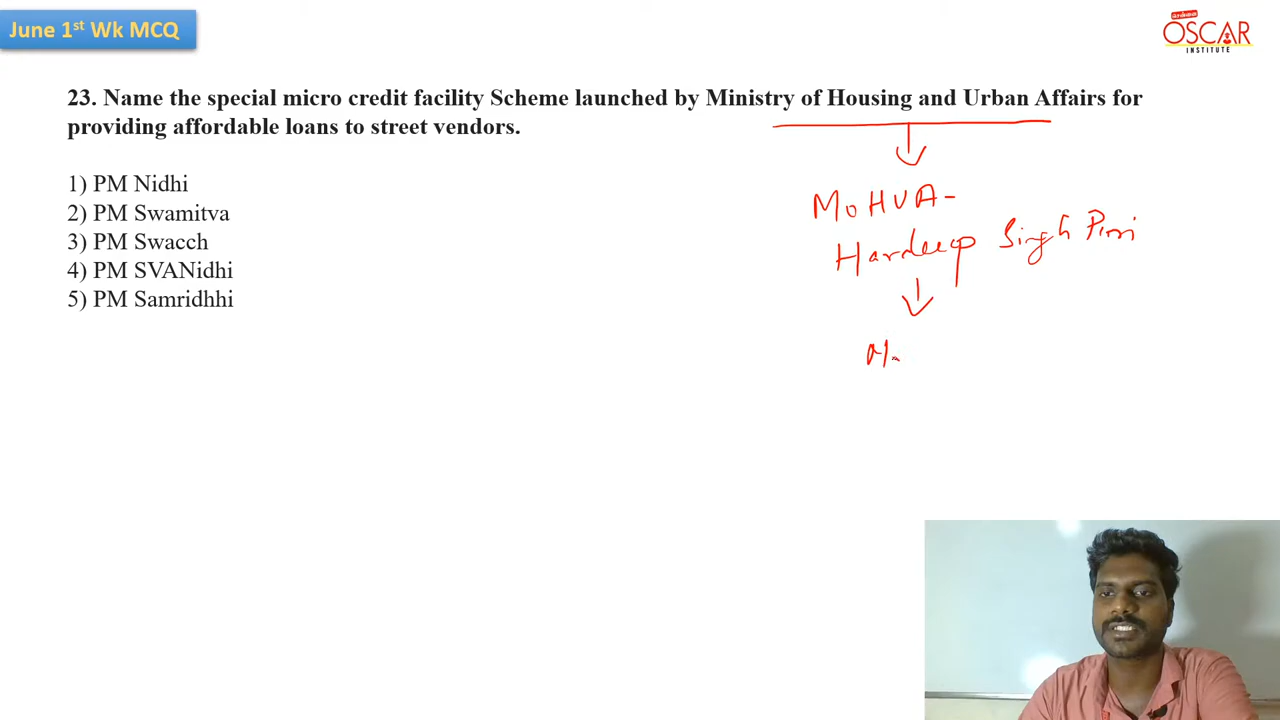 June 1st Wk MCQ
சென்னை
OSCAR
INSTITUTE
23. Name the special micro credit facility Scheme launched by Ministry of Housing and Urban Affairs for
providing affordable loans to street vendors.
1) PM Nidhi
2) PM Swamitva
3) PM Swacch
4) PM SVANidhi
5) PM Samridhhi
MoHUA-
Hardeep Singh Puri